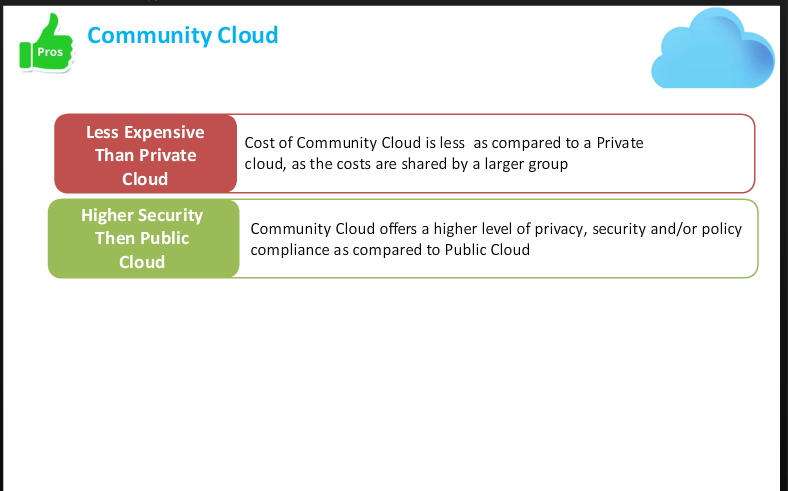 Pros
Community Cloud
Less Expensive
Than Private
Cloud
Cost of Community Cloud is less as compared to a Private
cloud, as the costs are shared by a larger group
Higher Security
Then Public
Cloud
Community Cloud offers a higher level of privacy, security and/or policy
compliance as compared to Public Cloud